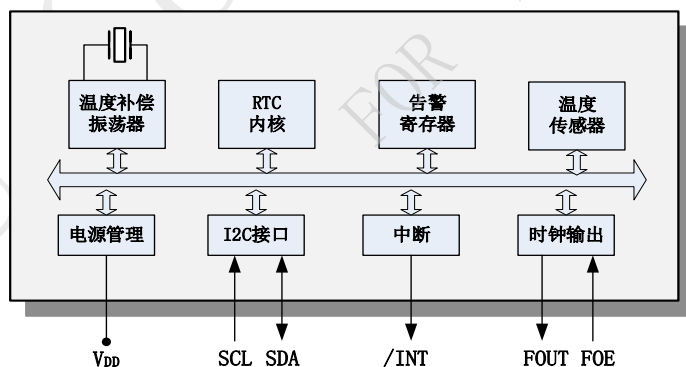 温度补偿
振荡器
RTC
内核
告警
寄存器
温度
传感器
电源管理
I2C接口
中断
时钟输出
VDD
SCL SDA
/INT
FOUT FOE
FOR